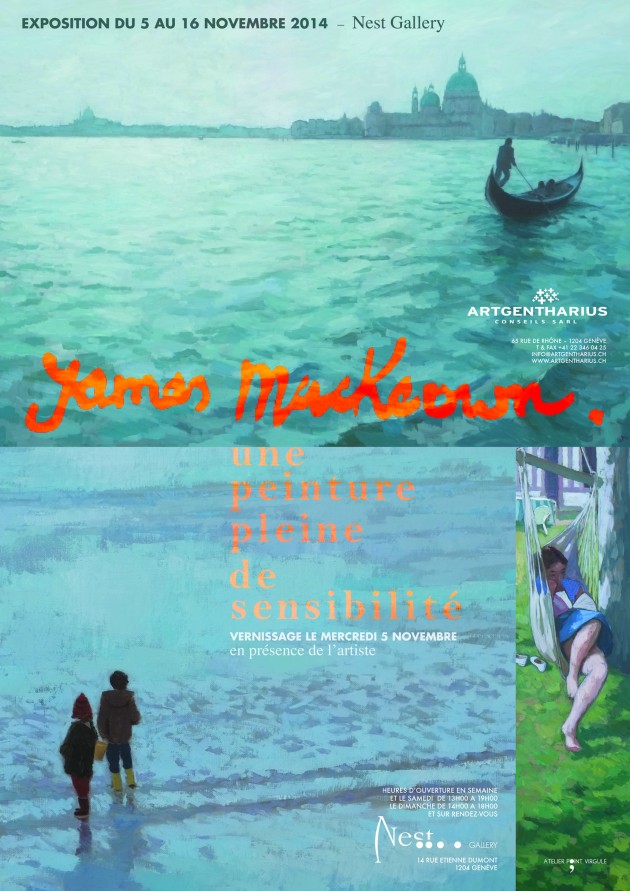 EXPOSITION DU 5 AU 16 NOVEMBRE 2014 – Nest Gallery
ARTGENTHARIUS
CONSEILS SARL
65 RUE DE RHÔNE – 1204 GENÈVE
T & FAX +41 22 346 04 25
INFO@ARTGENTHARIUS.CH
WWW.ARTGENTHARIUS.CH
James MacKeown.
une
peinture
pleine
de
sensibilité
VERNISSAGE LE MERCREDI 5 NOVEMBRE
en présence de l'artiste
HEURES D'OUVERTURE EN SEMAINE
ET LE SAMEDI DE 13H00 A 19H00
LE DIMANCHE DE 14H00 A 18H00
ET SUR RENDEZ-VOUS
Nest... GALLERY
14 RUE ETIENNE DUMONT
1204 GENÈVE
ATELIER POINT VIRGULE